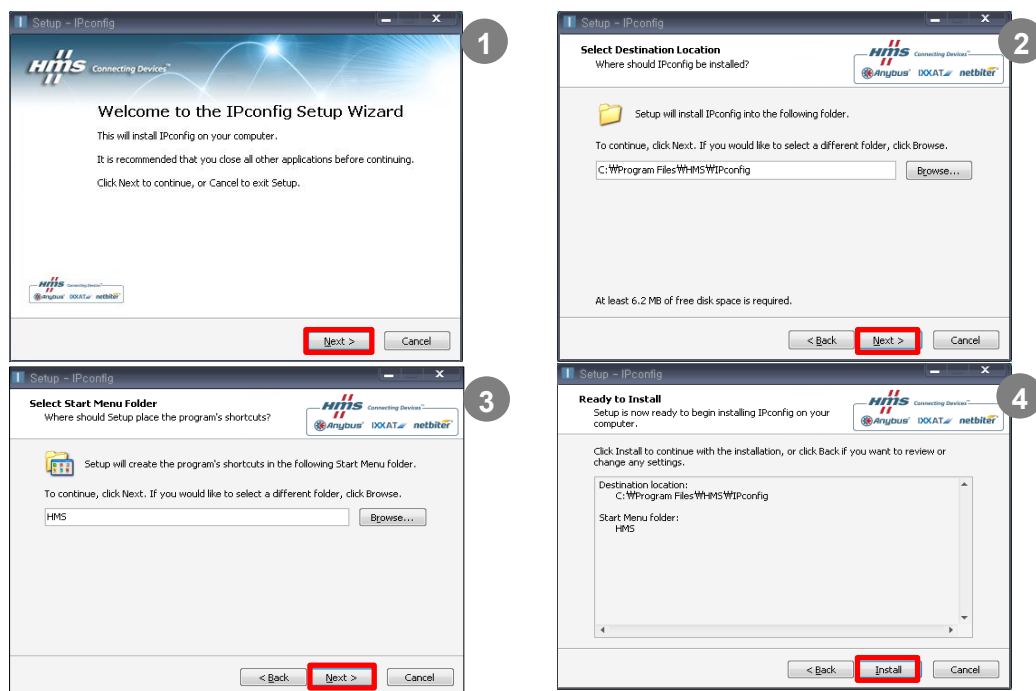 Setup - IPconfig
1
HMS Connecting Devices™
Welcome to the IPconfig Setup Wizard
This will install IPconfig on your computer.
It is recommended that you close all other applications before continuing.
Click Next to continue, or Cancel to exit Setup.
HMS Connecting Devices™
Anybus® IXXAT netbiter®
Next >
Cancel
Setup - IPconfig
2
Select Destination Location
Where should IPconfig be installed?
HMS Connecting Devices™
Anybus® IXXAT netbiter®
Setup will install IPconfig into the following folder.
To continue, click Next. If you would like to select a different folder, click Browse.
C:₩Program Files₩HMS₩IPconfig
Browse...
At least 6.2 MB of free disk space is required.
< Back
Next >
Cancel
Setup - IPconfig
3
Select Start Menu Folder
Where should Setup place the program's shortcuts?
HMS Connecting Devices™
Anybus® IXXAT netbiter®
Setup will create the program's shortcuts in the following Start Menu folder.
To continue, click Next. If you would like to select a different folder, click Browse.
HMS
Browse...
< Back
Next >
Cancel
Setup - IPconfig
4
Ready to Install
Setup is now ready to begin installing IPconfig on your
computer.
HMS Connecting Devices™
Anybus® IXXAT netbiter®
Click Install to continue with the installation, or click Back if you want to review or
change any settings.
Destination location:
C:₩Program Files₩HMS₩IPconfig
Start Menu folder:
HMS
< Back
Install
Cancel